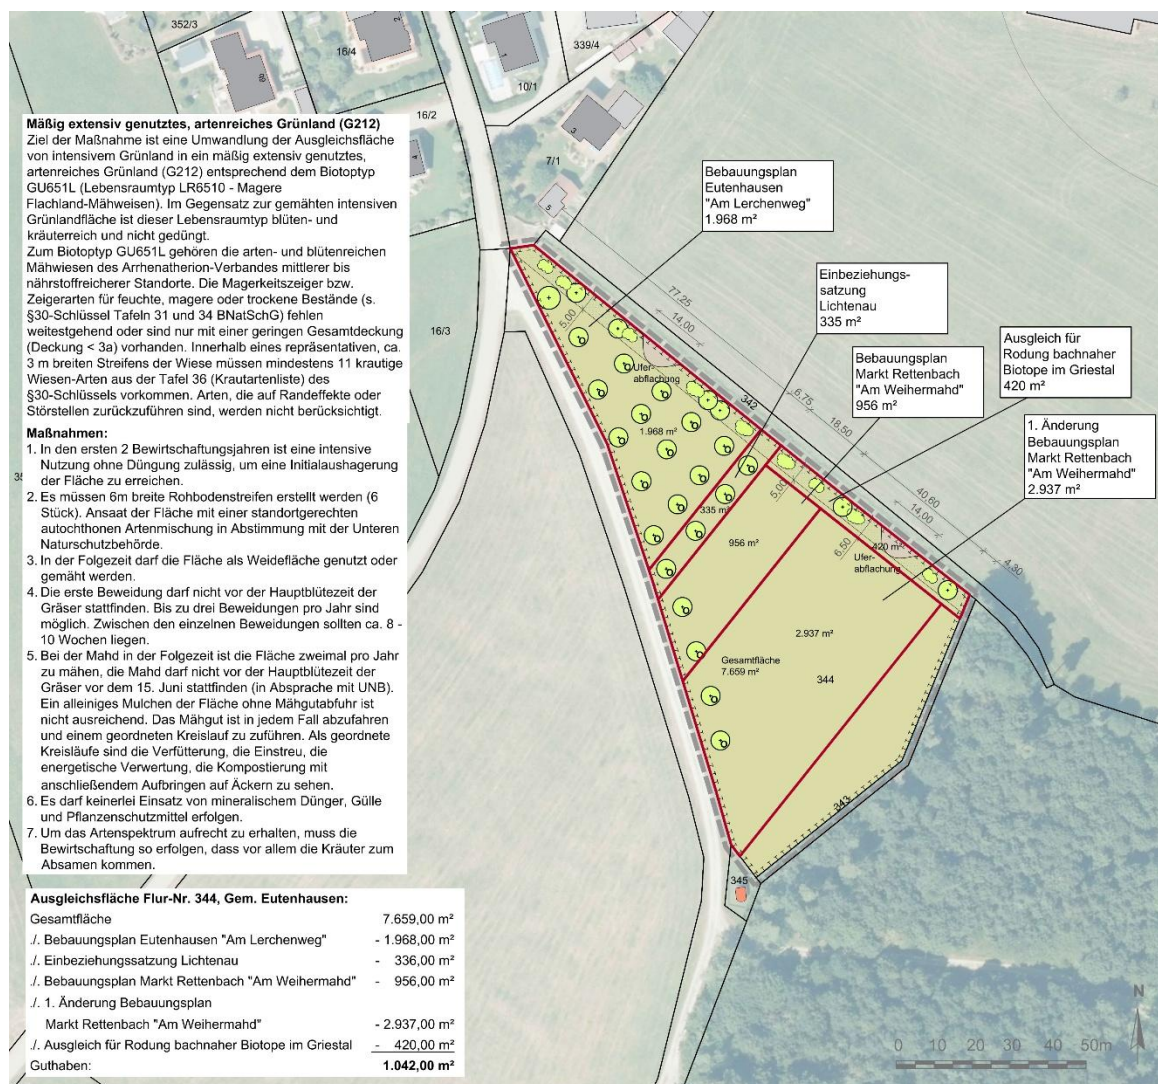 352/3
16/4
2
60
1
339/4
10/1
16/2
3
4
7/1
5
Mäßig extensiv genutztes, artenreiches Grünland (G212)
Ziel der Maßnahme ist eine Umwandlung der Ausgleichsfläche
von intensivem Grünland in ein mäßig extensiv genutztes,
artenreiches Grünland (G212) entsprechend dem Biotoptyp
GU651L (Lebensraumtyp LR6510 - Magere
Flachland-Mähweisen). Im Gegensatz zur gemähten intensiven
Grünlandfläche ist dieser Lebensraumtyp blüten- und
kräuterreich und nicht gedüngt.
Zum Biotoptyp GU651L gehören die arten- und blütenreichen
Mähwiesen des Arrhenatherion-Verbandes mittlerer bis
nährstoffreicherer Standorte. Die Magerkeitszeiger bzw.
Zeigerarten für feuchte, magere oder trockene Bestände (s.
§30-Schlüssel Tafeln 31 und 34 BNatSchG) fehlen
weitestgehend oder sind nur mit einer geringen Gesamtdeckung
(Deckung < 3a) vorhanden. Innerhalb eines repräsentativen, ca.
3 m breiten Streifens der Wiese müssen mindestens 11 krautige
Wiesen-Arten aus der Tafel 36 (Krautartenliste) des
§30-Schlüssels vorkommen. Arten, die auf Randeffekte oder
Störstellen zurückzuführen sind, werden nicht berücksichtigt.
Maßnahmen:
1. In den ersten 2 Bewirtschaftungsjahren ist eine intensive
Nutzung ohne Düngung zulässig, um eine Initialaushagerung
der Fläche zu erreichen.
2. Es müssen 6m breite Rohbodenstreifen erstellt werden (6
Stück). Ansaat der Fläche mit einer standortgerechten
autochthonen Artenmischung in Abstimmung mit der Unteren
Naturschutzbehörde.
3. In der Folgezeit darf die Fläche als Weidefläche genutzt oder
gemäht werden.
4. Die erste Beweidung darf nicht vor der Hauptblütezeit der
Gräser stattfinden. Bis zu drei Beweidungen pro Jahr sind
möglich. Zwischen den einzelnen Beweidungen sollten ca. 8 -
10 Wochen liegen.
5. Bei der Mahd in der Folgezeit ist die Fläche zweimal pro Jahr
zu mähen, die Mahd darf nicht vor der Hauptblütezeit der
Gräser vor dem 15. Juni stattfinden (in Absprache mit UNB).
Ein alleiniges Mulchen der Fläche ohne Mähgutabfuhr ist
nicht ausreichend. Das Mähgut ist in jedem Fall abzufahren
und einem geordneten Kreislauf zu zuführen. Als geordnete
Kreisläufe sind die Verfütterung, die Einstreu, die
energetische Verwertung, die Kompostierung mit
anschließendem Aufbringen auf Äckern zu sehen.
6. Es darf keinerlei Einsatz von mineralischem Dünger, Gülle
und Pflanzenschutzmittel erfolgen.
7. Um das Artenspektrum aufrecht zu erhalten, muss die
Bewirtschaftung so erfolgen, dass vor allem die Kräuter zum
Absamen kommen.
16/3
Bebauungsplan
Eutenhausen
"Am Lerchenweg"
1.968 m²
Einbeziehungs-
satzung
Lichtenau
335 m²
Bebauungsplan
Markt Rettenbach
"Am Weihermahd"
956 m²
Ausgleich für
Rodung bachnaher
Biotope im Griestal
420 m²
1. Änderung
Bebauungsplan
Markt Rettenbach
"Am Weihermahd"
2.937 m²
77,25
14,00
5,00
Ufer-
abflachung
342
6,75
18,50
40,60
14,00
4,30
1.968 m²
5,00
335 m²
956 m²
6,50
420 m²
Ufer-
abflachung
2.937 m²
Gesamtfläche
7.659 m²
344
343
345
Ausgleichsfläche Flur-Nr. 344, Gem. Eutenhausen:
Gesamtfläche 7.659,00 m²
./. Bebauungsplan Eutenhausen "Am Lerchenweg" - 1.968,00 m²
./. Einbeziehungssatzung Lichtenau - 336,00 m²
./. Bebauungsplan Markt Rettenbach "Am Weihermahd" - 956,00 m²
./. 1. Änderung Bebauungsplan
Markt Rettenbach "Am Weihermahd" - 2.937,00 m²
./. Ausgleich für Rodung bachnaher Biotope im Griestal - 420,00 m²
Guthaben: 1.042,00 m²
N
0 10 20 30 40 50m